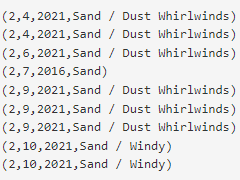 (2,4,2021,Sand / Dust Whirlwinds)
(2,4,2021,Sand / Dust Whirlwinds)
(2,6,2021,Sand / Dust Whirlwinds)
(2,7,2016,Sand)
(2,9,2021,Sand / Dust Whirlwinds)
(2,9,2021,Sand / Dust Whirlwinds)
(2,9,2021,Sand / Dust Whirlwinds)
(2,10,2021,Sand / Windy)
(2,10,2021,Sand / Windy)